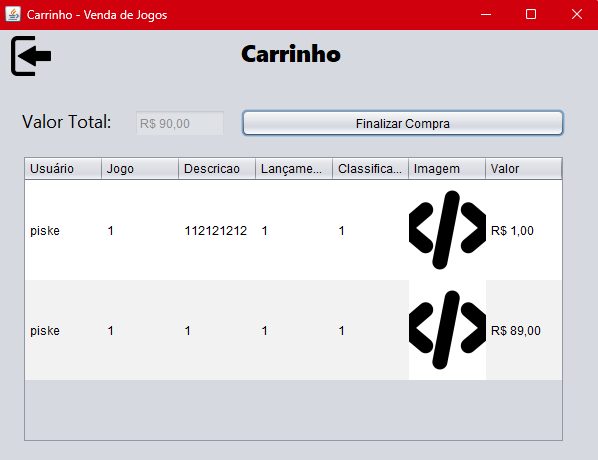 Carrinho - Venda de Jogos
Carrinho
Valor Total: R$ 90,00 Finalizar Compra
Usuário Jogo Descricao Lançame... Classifica... Imagem Valor
piske 1 112121212 1 1 </> R$ 1,00
piske 1 1 1 1 </> R$ 89,00